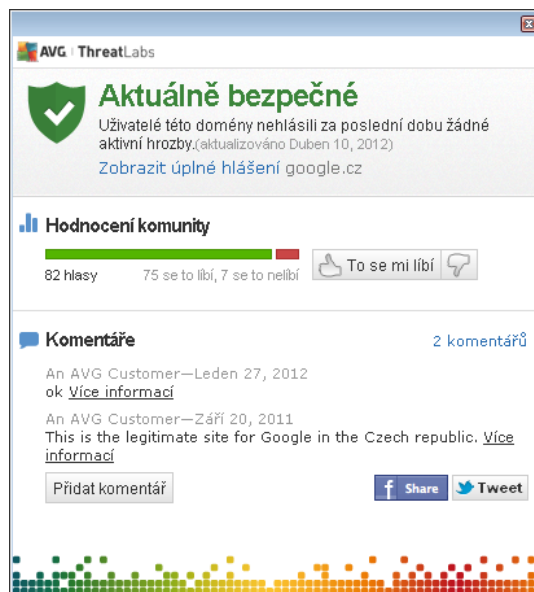 AVG ThreatLabs
Aktuálně bezpečné
Uživatelé této domény nehlásili za poslední dobu žádné
aktivní hrozby.(aktualizováno Duben 10, 2012)
Zobrazit úplné hlášení google.cz
Hodnocení komunity
82 hlasy
75 se to líbí, 7 se to nelíbí
To se mi líbí
Komentáře
2 komentářů
An AVG Customer—Leden 27, 2012
ok Více informací
An AVG Customer—Září 20, 2011
This is the legitimate site for Google in the Czech republic. Více
informací
Přidat komentář
f Share
Tweet